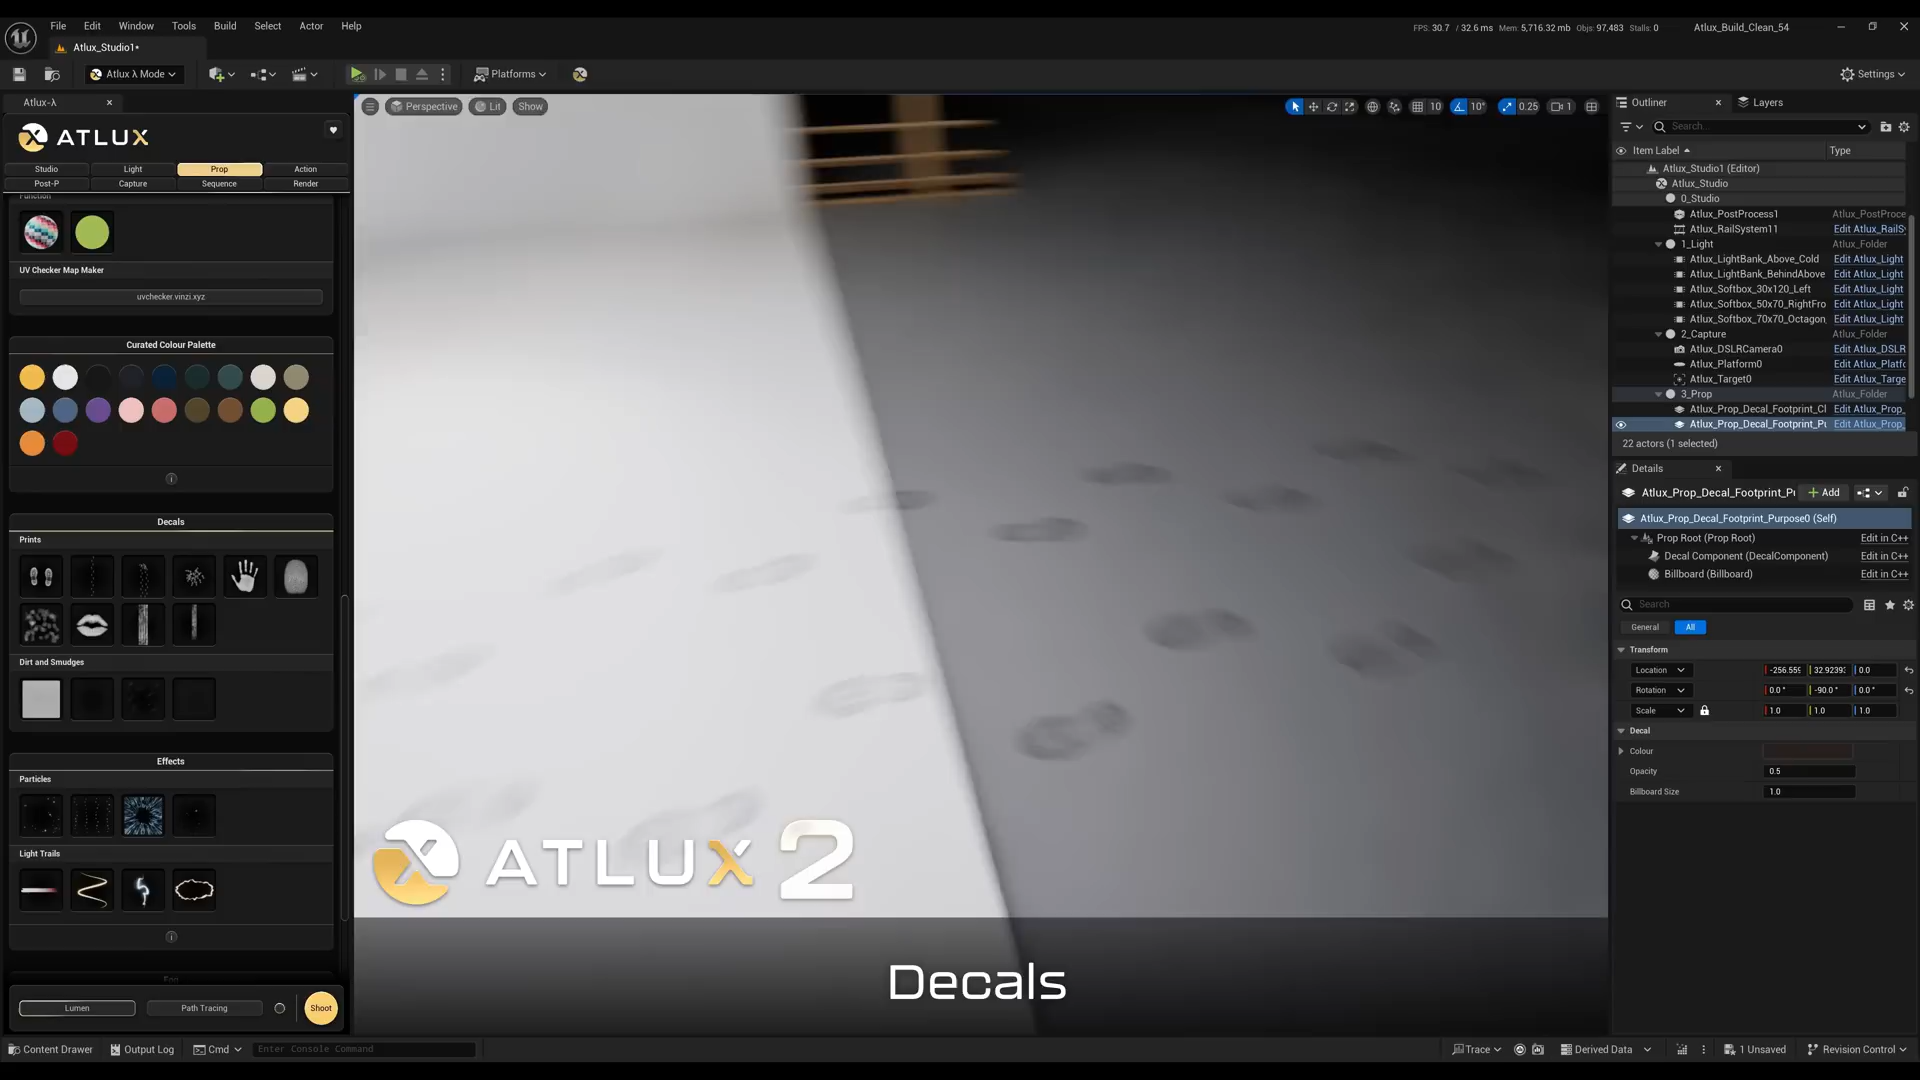 File Edit Window Tools Build Select Actor Help
FPS: 30.7 / 32.6 ms Mem: 5,716.32 mb Objs: 97,483 Stalls: 0
Atlux_Build_Clean_54
Atlux_Studio1•
Atlux λ Mode
Platforms
Settings
Atlux-λ
ATLUX
Studio Light Prop Action
Post-P Capture Sequence Render
Function
UV Checker Map Maker
uvchecker.vinzi.xyz
Curated Colour Palette
Decals
Prints
Dirt and Smudges
Effects
Particles
Light Trails
Fog
Lumen Path Tracing Shoot
Perspective Lit Show
10 10° 0.25 1
ATLUX 2
Decals
Outliner Layers
Search...
Item Label Type
Atlux_Studio1 (Editor)
Atlux_Studio
0_Studio
Atlux_PostProcess1 Atlux_PostProce
Atlux_RailSystem11 Edit Atlux_RailS
1_Light Atlux_Folder
Atlux_LightBank_Above_Cold Edit Atlux_Light
Atlux_LightBank_BehindAbove Edit Atlux_Light
Atlux_Softbox_30x120_Left Edit Atlux_Light
Atlux_Softbox_50x70_RightFro Edit Atlux_Light
Atlux_Softbox_70x70_Octagon Edit Atlux_Light
2_Capture Atlux_Folder
Atlux_DSLRCamera0 Edit Atlux_DSLR
Atlux_Platform0 Edit Atlux_Platfo
Atlux_Target0 Edit Atlux_Targe
3_Prop Atlux_Folder
Atlux_Prop_Decal_Footprint_Cl Edit Atlux_Prop_
Atlux_Prop_Decal_Footprint_Pu Edit Atlux_Prop_
22 actors (1 selected)
Details
Atlux_Prop_Decal_Footprint_P Add
Atlux_Prop_Decal_Footprint_Purpose0 (Self)
Prop Root (Prop Root) Edit in C++
Decal Component (DecalComponent) Edit in C++
Billboard (Billboard) Edit in C++
Search
General All
Transform
Location -256.559 32.92393 0.0
Rotation 0.0° -90.0° 0.0°
Scale 1.0 1.0 1.0
Decal
Colour
Opacity 0.5
Billboard Size 1.0
Content Drawer Output Log Cmd Enter Console Command
Trace Derived Data 1 Unsaved Revision Control